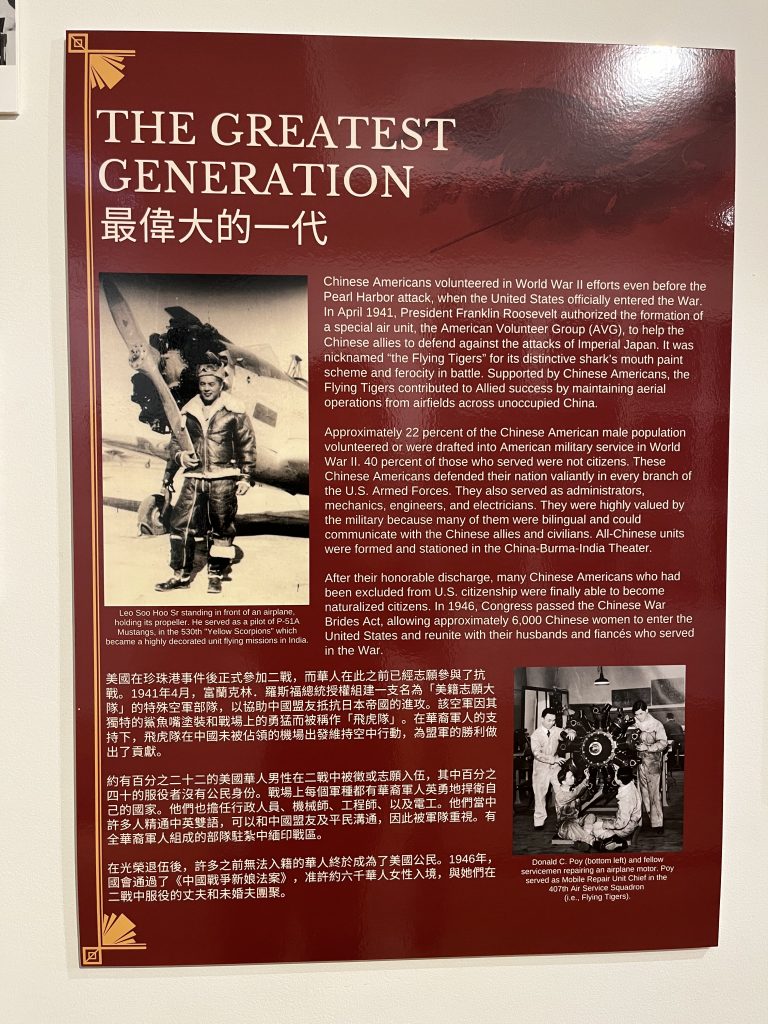 THE GREATEST
GENERATION
最偉大的一代
Chinese Americans volunteered in World War II efforts even before the
Pearl Harbor attack, when the United States officially entered the War.
In April 1941, President Franklin Roosevelt authorized the formation of
a special air unit, the American Volunteer Group (AVG), to help the
Chinese allies to defend against the attacks of Imperial Japan. It was
nicknamed “the Flying Tigers” for its distinctive shark's mouth paint
scheme and ferocity in battle. Supported by Chinese Americans, the
Flying Tigers contributed to Allied success by maintaining aerial
operations from airfields across unoccupied China.
Approximately 22 percent of the Chinese American male population
volunteered or were drafted into American military service in World
War II. 40 percent of those who served were not citizens. These
Chinese Americans defended their nation valiantly in every branch of
the U.S. Armed Forces. They also served as administrators,
mechanics, engineers, and electricians. They were highly valued by
the military because many of them were bilingual and could
communicate with the Chinese allies and civilians. All-Chinese units
were formed and stationed in the China-Burma-India Theater.
After their honorable discharge, many Chinese Americans who had
been excluded from U.S. citizenship were finally able to become
naturalized citizens. In 1946, Congress passed the Chinese War
Brides Act, allowing approximately 6,000 Chinese women to enter the
United States and reunite with their husbands and fiancés who served
in the War.
Leo Soo Hoo Sr standing in front of an airplane,
holding its propeller. He served as a pilot of P-51A
Mustangs, in the 530th "Yellow Scorpions" which
became a highly decorated unit flying missions in India.
美國在珍珠港事件後正式參加二戰，而華人在此之前已經志願參與了抗
戰。1941年4月，富蘭克林．羅斯福總統授權組建一支名為「美籍志願大
隊」的特殊空軍部隊，以協助中國盟友抵抗日本帝國的進攻。該空軍因其
獨特的鯊魚嘴塗裝和戰場上的勇猛而被稱作「飛虎隊」。在華裔軍人的支
持下，飛虎隊在中國未被佔領的機場出發維持空中行動，為盟軍的勝利做
出了貢獻。
約有百分之二十二的美國華人男性在二戰中被徵或志願入伍，其中百分之
四十的服役者沒有公民身份。戰場上每個軍種都有華裔軍人英勇地捍衛自
己的國家。他們也擔任行政人員、機械師、工程師、以及電工。他們當中
許多人精通中英雙語，可以和中國盟友及平民溝通，因此被軍隊重視。有
全華裔軍人組成的部隊駐紮中緬印戰區。
在光榮退伍後，許多之前無法入籍的華人終於成為了美國公民。1946年，
國會通過了《中國戰爭新娘法案》，准許約六千華人女性入境，與她們在
二戰中服役的丈夫和未婚夫團聚。
Donald C. Poy (bottom left) and fellow
servicemen repairing an airplane motor. Poy
served as Mobile Repair Unit Chief in the
407th Air Service Squadron
(i.e., Flying Tigers).